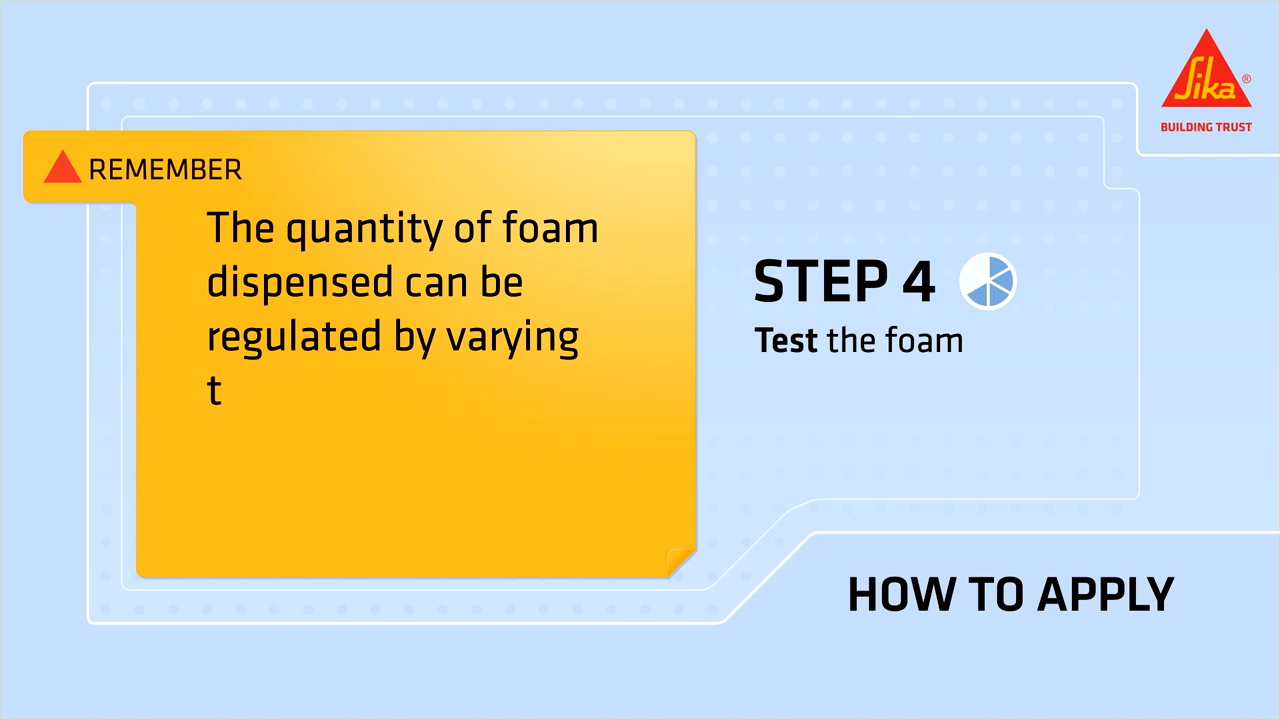 REMEMBER
The quantity of foam
dispensed can be
regulated by varying
t
STEP 4
Test the foam
HOW TO APPLY
Sika®
BUILDING TRUST